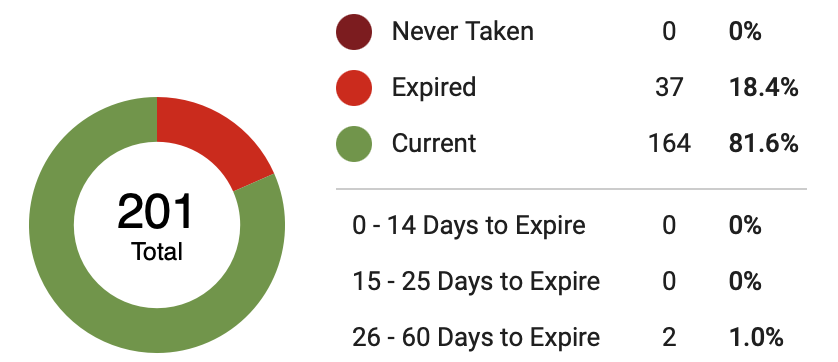 Never Taken 0 0%
Expired 37 18.4%
Current 164 81.6%
201
Total
0 - 14 Days to Expire 0 0%
15 - 25 Days to Expire 0 0%
26 - 60 Days to Expire 2 1.0%